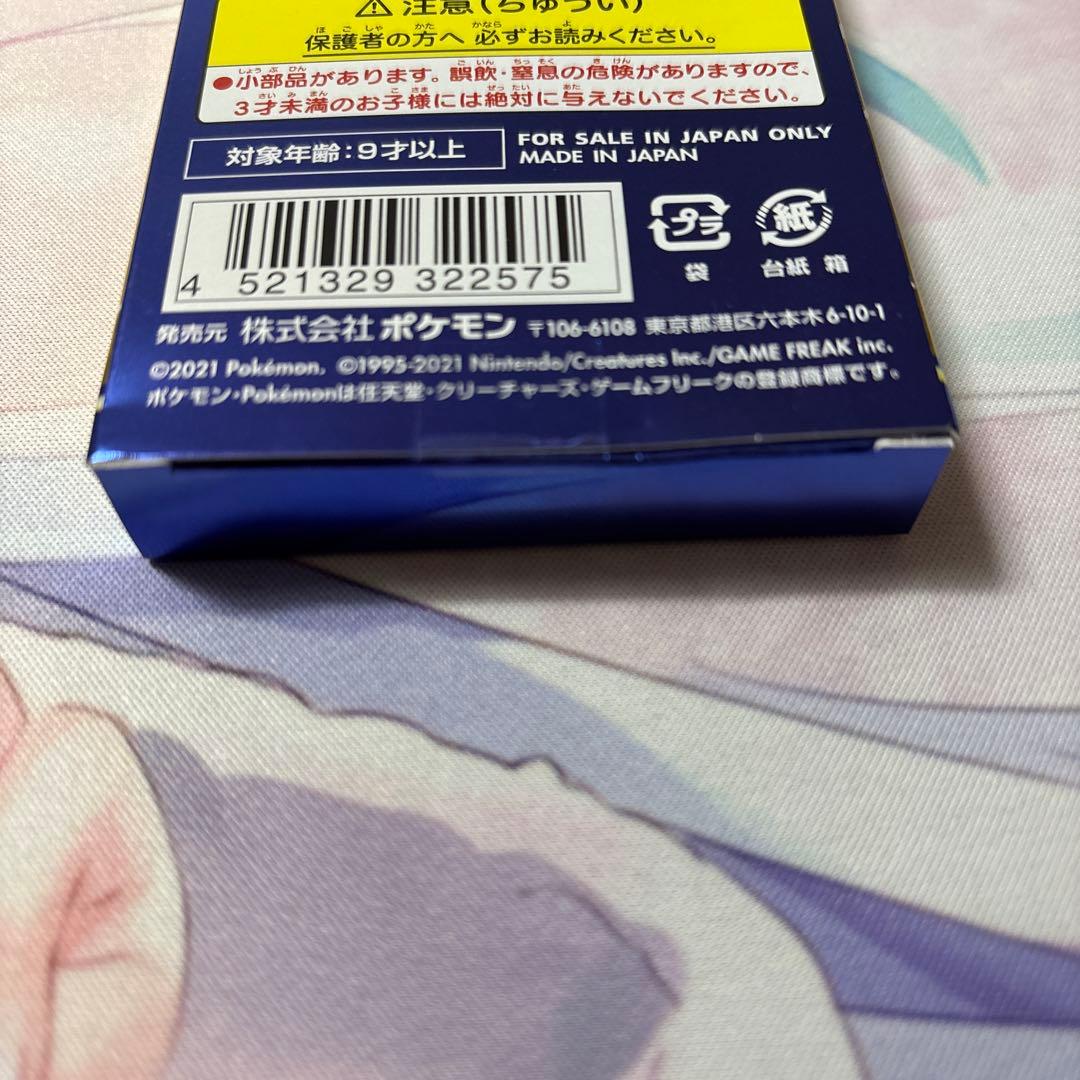 ⚠ 注意(ちゅうい)
保護者の方へ 必ずお読みください。
●小部品があります。誤飲・窒息の危険がありますので、
3才未満のお子様には絶対に与えないでください。
対象年齢:9才以上
FOR SALE IN JAPAN ONLY
MADE IN JAPAN
4 521329 322575
プラ
袋
紙
台紙 箱
発売元 株式会社ポケモン 〒106-6108 東京都港区六本木6-10-1
©2021 Pokémon. ©1995-2021 Nintendo/Creatures Inc./GAME FREAK inc.
ポケモン・Pokémonは任天堂・クリーチャーズ・ゲームフリークの登録商標です。